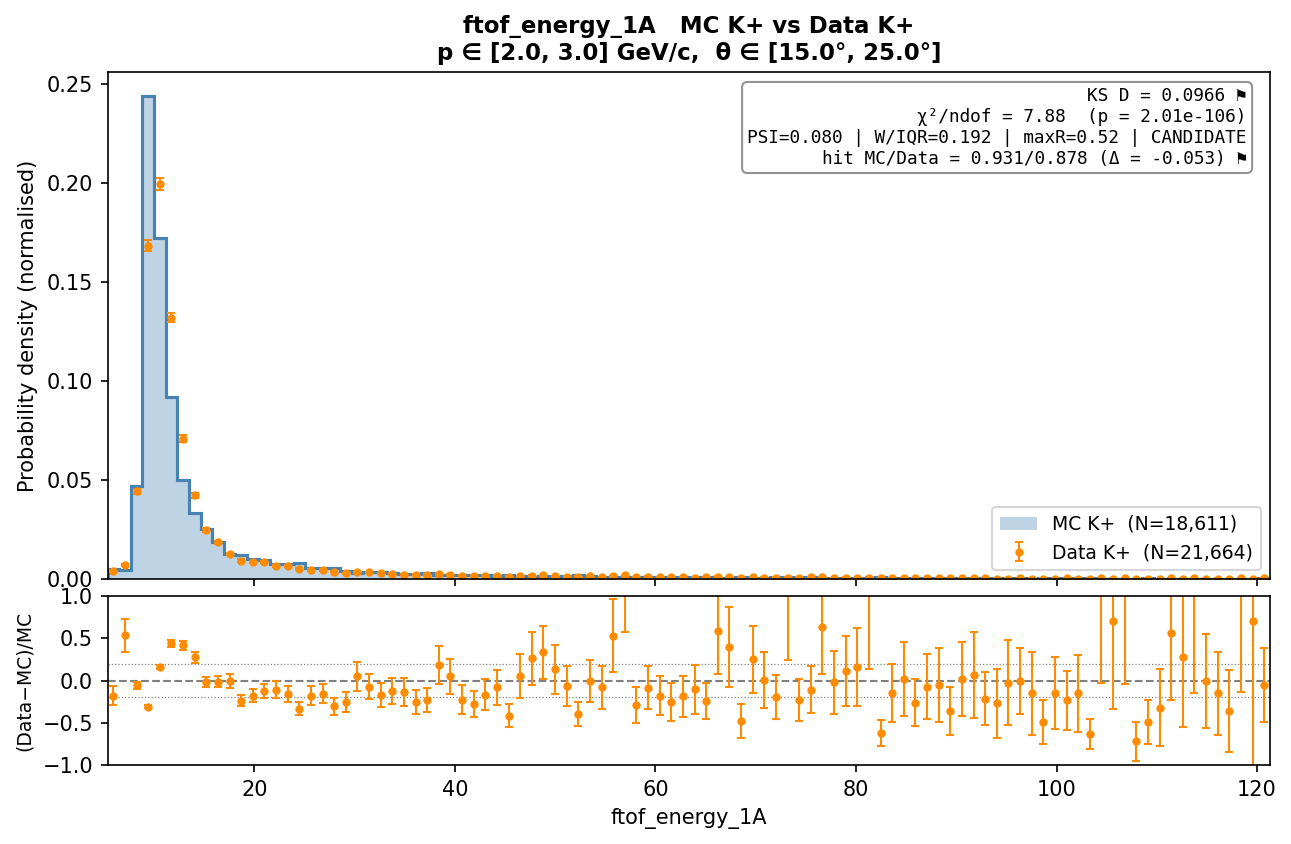 ftof_energy_1A   MC K+ vs Data K+
p ∈ [2.0, 3.0] GeV/c,  θ ∈ [15.0°, 25.0°]
KS D = 0.0966 ⚑
χ²/ndof = 7.88  (p = 2.01e-106)
PSI=0.080 | W/IQR=0.192 | maxR=0.52 | CANDIDATE
hit MC/Data = 0.931/0.878 (Δ = -0.053) ⚑
Probability density (normalised)
0.25
0.20
0.15
0.10
0.05
0.00
MC K+  (N=18,611)
Data K+  (N=21,664)
(Data−MC)/MC
1.0
0.5
0.0
−0.5
−1.0
20
40
60
80
100
120
ftof_energy_1A